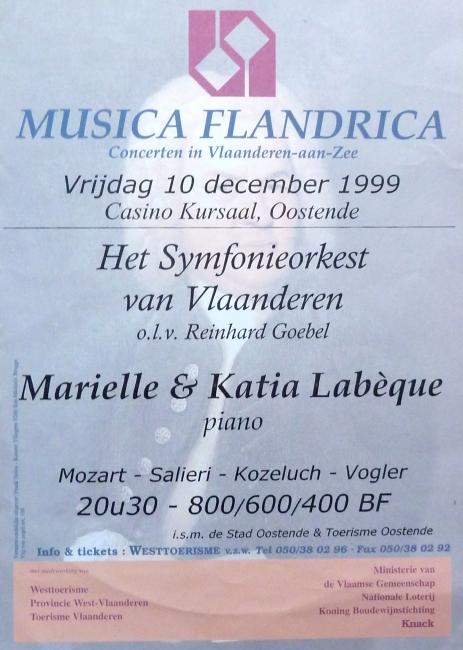 MUSICA FLANDRICA
Concerten in Vlaanderen-aan-Zee
Vrijdag 10 december 1999
Casino Kursaal, Oostende
Het Symfonieorkest
van Vlaanderen
o.l.v. Reinhard Goebel
Marielle & Katia Labèque
piano
Mozart - Salieri - Kozeluch - Vogler
20u30 - 800/600/400 BF
i.s.m. de Stad Oostende & Toerisme Oostende
Info & tickets : WESTTOERISME v.z.w. Tel 050/38 02 96 - Fax 050/38 02 92
met medewerking van
Westtoerisme
Provincie West-Vlaanderen
Toerisme Vlaanderen
Ministerie van
de Vlaamse Gemeenschap
Nationale Loterij
Koning Boudewijnstichting
Knack